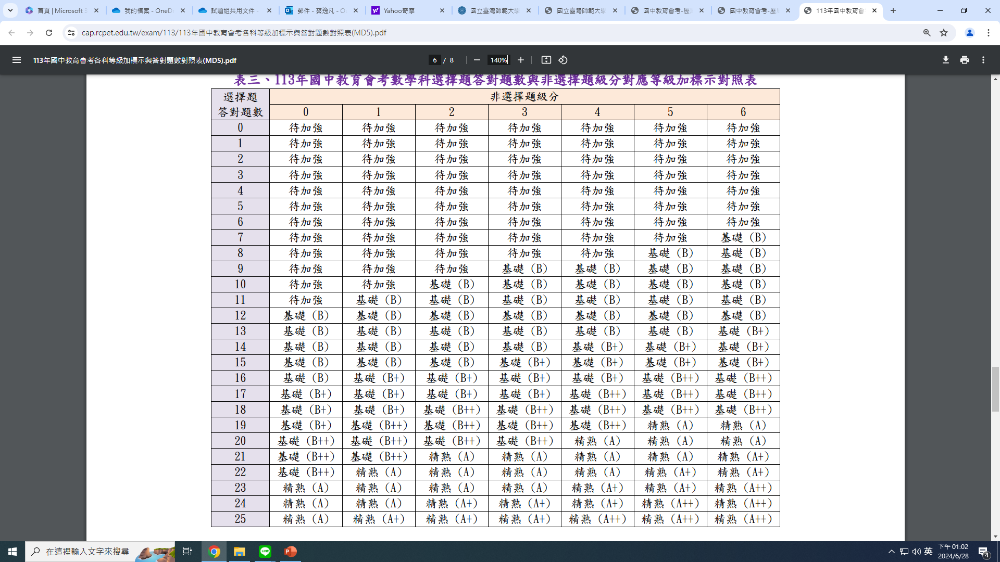 首頁 | Microsoft 3
我的檔案 - OneDr
試題組共用文件 -
郵件 - 蔡逸凡 - O
Yahoo奇摩
國立臺灣師範大學
國立臺灣師範大學
國中教育會考-歷
國中教育會考-歷
113年國中教育會
cap.rcpet.edu.tw/exam/113/113年國中教育會考各科等級加標示與答對題數對照表(MD5).pdf
113年國中教育會考各科等級加標示與答對題數對照表(MD5).pdf
6 / 8
140%
表三、113年國中教育會考數學科選擇題答對題數與非選擇題級分對應等級加標示對照表
選擇題 非選擇題級分
答對題數 0 1 2 3 4 5 6
0 待加強 待加強 待加強 待加強 待加強 待加強 待加強
1 待加強 待加強 待加強 待加強 待加強 待加強 待加強
2 待加強 待加強 待加強 待加強 待加強 待加強 待加強
3 待加強 待加強 待加強 待加強 待加強 待加強 待加強
4 待加強 待加強 待加強 待加強 待加強 待加強 待加強
5 待加強 待加強 待加強 待加強 待加強 待加強 待加強
6 待加強 待加強 待加強 待加強 待加強 待加強 待加強
7 待加強 待加強 待加強 待加強 待加強 待加強 基礎（B）
8 待加強 待加強 待加強 待加強 待加強 基礎（B） 基礎（B）
9 待加強 待加強 待加強 基礎（B） 基礎（B） 基礎（B） 基礎（B）
10 待加強 待加強 基礎（B） 基礎（B） 基礎（B） 基礎（B） 基礎（B）
11 待加強 基礎（B） 基礎（B） 基礎（B） 基礎（B） 基礎（B） 基礎（B）
12 基礎（B） 基礎（B） 基礎（B） 基礎（B） 基礎（B） 基礎（B） 基礎（B）
13 基礎（B） 基礎（B） 基礎（B） 基礎（B） 基礎（B） 基礎（B） 基礎（B+）
14 基礎（B） 基礎（B） 基礎（B） 基礎（B） 基礎（B+） 基礎（B+） 基礎（B+）
15 基礎（B） 基礎（B） 基礎（B） 基礎（B+） 基礎（B+） 基礎（B+） 基礎（B+）
16 基礎（B） 基礎（B+） 基礎（B+） 基礎（B+） 基礎（B+） 基礎（B++） 基礎（B++）
17 基礎（B+） 基礎（B+） 基礎（B+） 基礎（B+） 基礎（B++） 基礎（B++） 基礎（B++）
18 基礎（B+） 基礎（B+） 基礎（B++） 基礎（B++） 基礎（B++） 基礎（B++） 基礎（B++）
19 基礎（B+） 基礎（B++） 基礎（B++） 基礎（B++） 基礎（B++） 精熟（A） 精熟（A）
20 基礎（B++） 基礎（B++） 基礎（B++） 基礎（B++） 精熟（A） 精熟（A） 精熟（A）
21 基礎（B++） 基礎（B++） 精熟（A） 精熟（A） 精熟（A） 精熟（A） 精熟（A+）
22 基礎（B++） 精熟（A） 精熟（A） 精熟（A） 精熟（A） 精熟（A+） 精熟（A+）
23 精熟（A） 精熟（A） 精熟（A） 精熟（A） 精熟（A+） 精熟（A+） 精熟（A++）
24 精熟（A） 精熟（A） 精熟（A+） 精熟（A+） 精熟（A+） 精熟（A++） 精熟（A++）
25 精熟（A） 精熟（A+） 精熟（A+） 精熟（A+） 精熟（A++） 精熟（A++） 精熟（A++）
在這裡輸入文字來搜尋
LINE
英
下午 01:02
2024/6/28
4